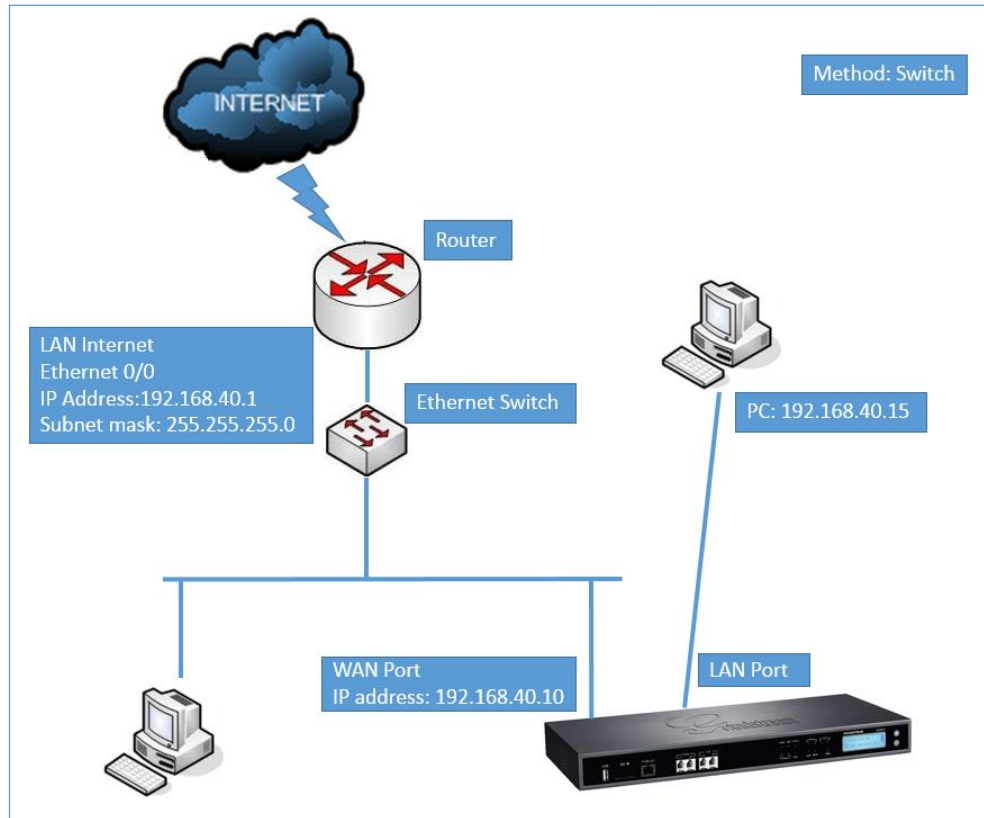 INTERNET
Method: Switch
Router
LAN Internet
Ethernet 0/0
IP Address:192.168.40.1
Subnet mask: 255.255.255.0
Ethernet Switch
PC: 192.168.40.15
WAN Port
IP address: 192.168.40.10
LAN Port